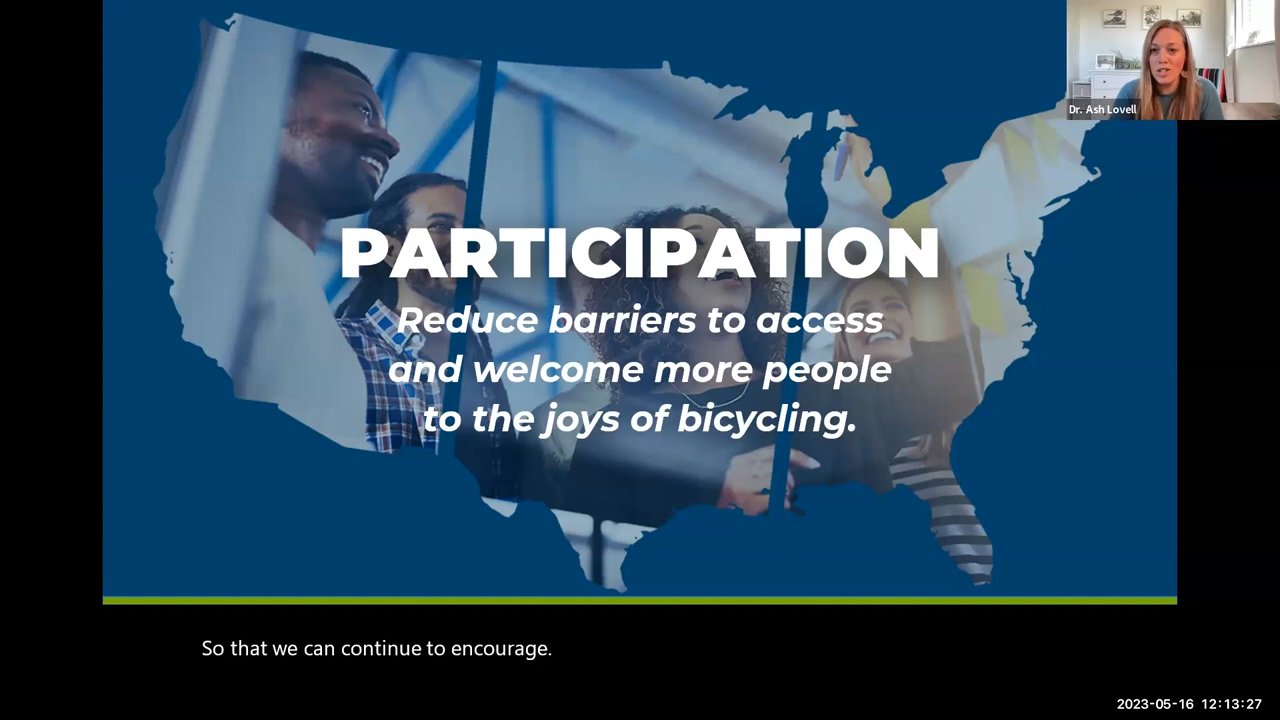 Dr. Ash Lovell
PARTICIPATION
Reduce barriers to access
and welcome more people
to the joys of bicycling.
So that we can continue to encourage.
2023-05-16 12:13:27